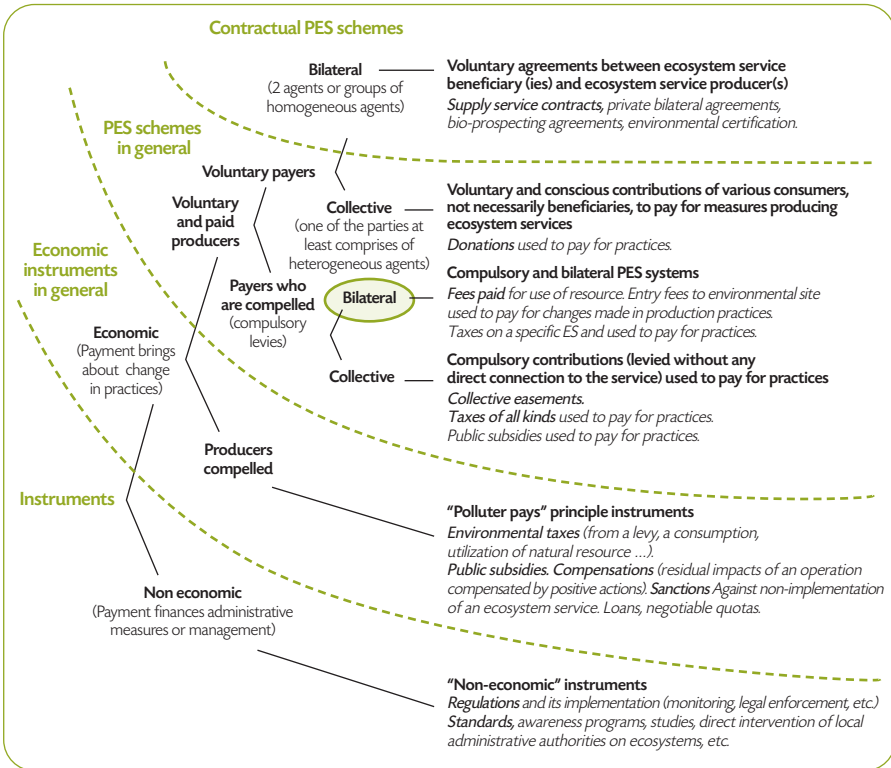 Contractual PES schemes
Bilateral
(2 agents or groups of
homogeneous agents)
Voluntary agreements between ecosystem service
beneficiary (ies) and ecosystem service producer(s)
Supply service contracts, private bilateral agreements,
bio-prospecting agreements, environmental certification.
PES schemes
in general
Voluntary payers
Voluntary
and paid
producers
Collective
(one of the parties at
least comprises of
heterogeneous agents)
Voluntary and conscious contributions of various consumers,
not necessarily beneficiaries, to pay for measures producing
ecosystem services
Donations used to pay for practices.
Economic
instruments
in general
Payers who
are compelled
(compulsory
levies)
Bilateral
Compulsory and bilateral PES systems
Fees paid for use of resource. Entry fees to environmental site
used to pay for changes made in production practices.
Taxes on a specific ES and used to pay for practices.
Economic
(Payment brings
about change
in practices)
Collective
Compulsory contributions (levied without any
direct connection to the service) used to pay for practices
Collective easements.
Taxes of all kinds used to pay for practices.
Public subsidies used to pay for practices.
Producers
compelled
Instruments
"Polluter pays" principle instruments
Environmental taxes (from a levy, a consumption,
utilization of natural resource ...).
Public subsidies. Compensations (residual impacts of an operation
compensated by positive actions). Sanctions Against non-implementation
of an ecosystem service. Loans, negotiable quotas.
Non economic
(Payment finances administrative
measures or management)
"Non-economic" instruments
Regulations and its implementation (monitoring, legal enforcement, etc.)
Standards, awareness programs, studies, direct intervention of local
administrative authorities on ecosystems, etc.